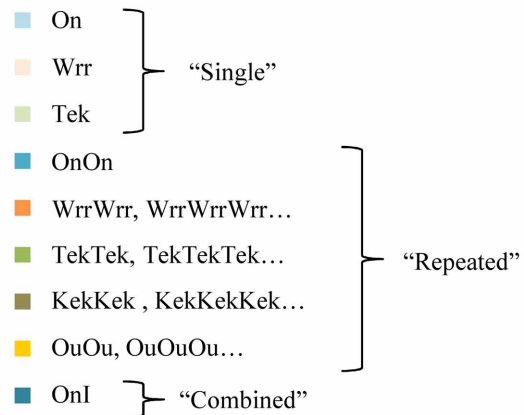 On
Wrr
“Single”
Tek
OnOn
WrrWrr, WrrWrrWrr…
TekTek, TekTekTek…
“Repeated”
KekKek , KekKekKek…
OuOu, OuOuOu…
OnI
“Combined”